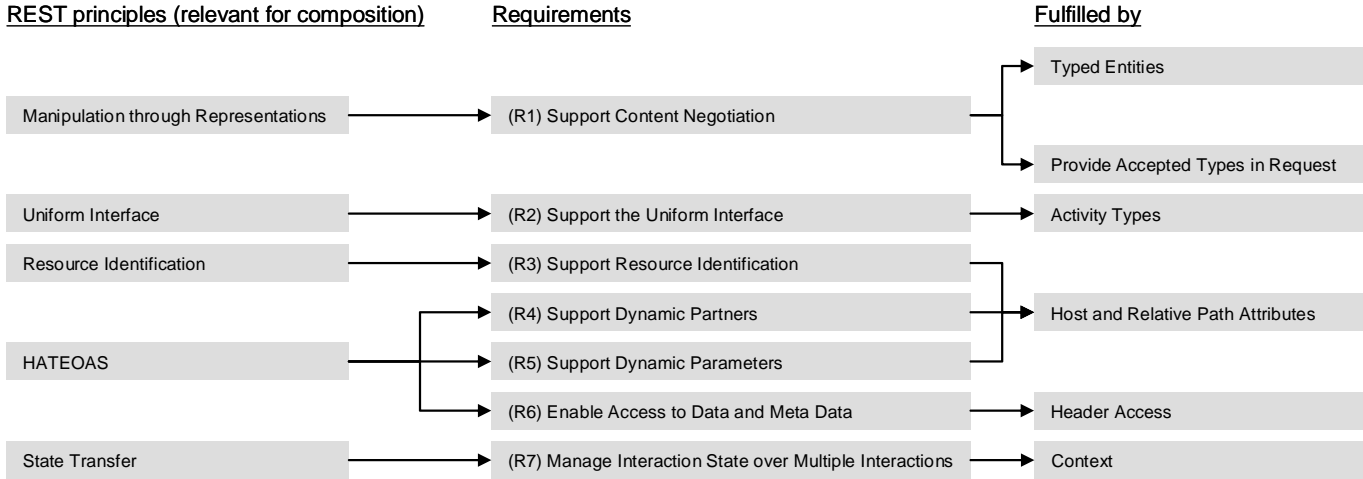 REST principles (relevant for composition) Requirements Fulfilled by
Typed Entities
Manipulation through Representations (R1) Support Content Negotiation
Provide Accepted Types in Request
Uniform Interface (R2) Support the Uniform Interface Activity Types
Resource Identification (R3) Support Resource Identification
(R4) Support Dynamic Partners Host and Relative Path Attributes
HATEOAS (R5) Support Dynamic Parameters
(R6) Enable Access to Data and Meta Data Header Access
State Transfer (R7) Manage Interaction State over Multiple Interactions Context